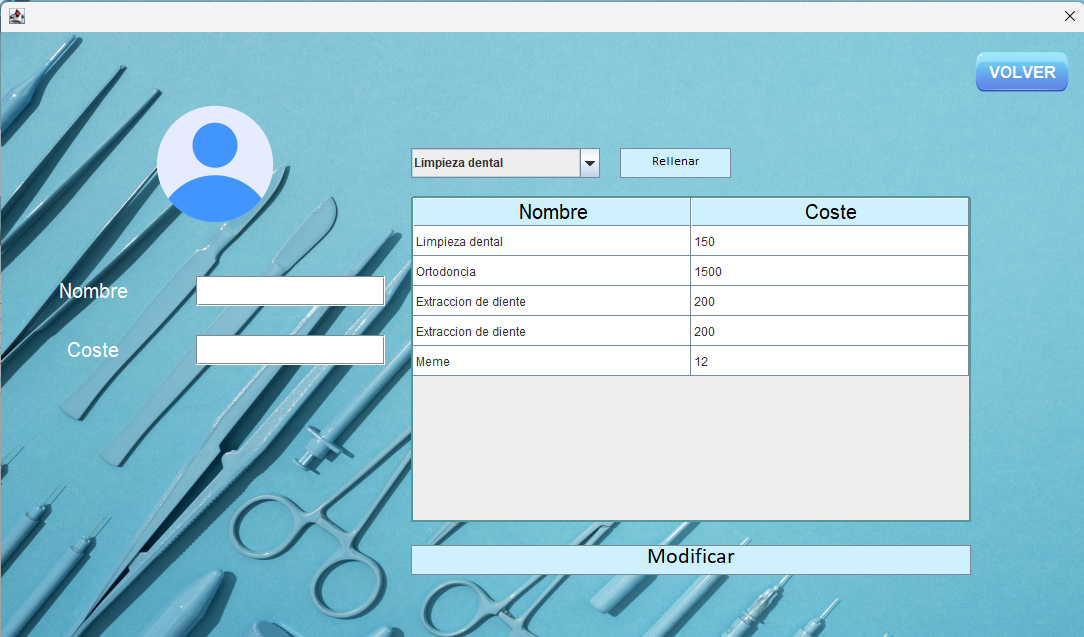 VOLVER
Limpieza dental
Rellenar
Nombre Coste
Limpieza dental 150
Ortodoncia 1500
Extraccion de diente 200
Extraccion de diente 200
Meme 12
Nombre
Coste
Modificar